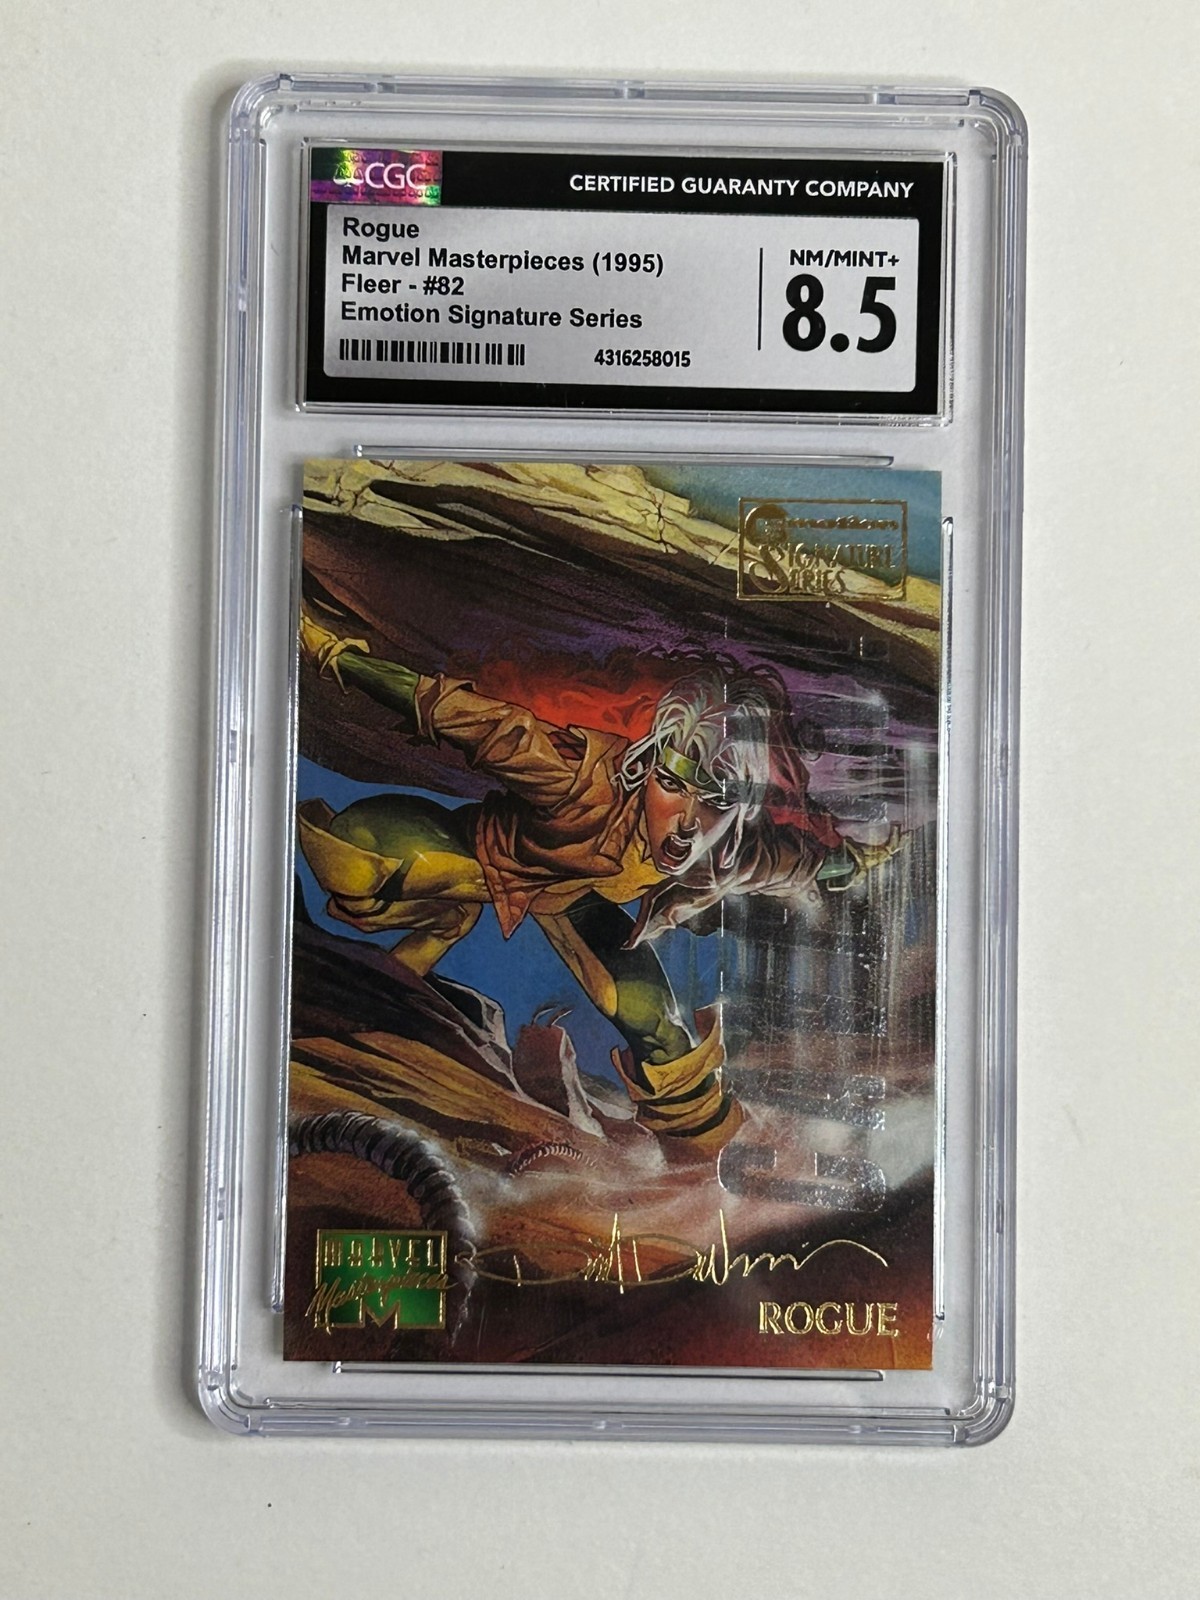 CGC
CERTIFIED GUARANTY COMPANY
Rogue
Marvel Masterpieces (1995)
Fleer - #82
Emotion Signature Series
4316258015
NM/MINT+
8.5
Emotion
SIGNATURE
SERIES
MARVEL
Masterpieces
ROGUE